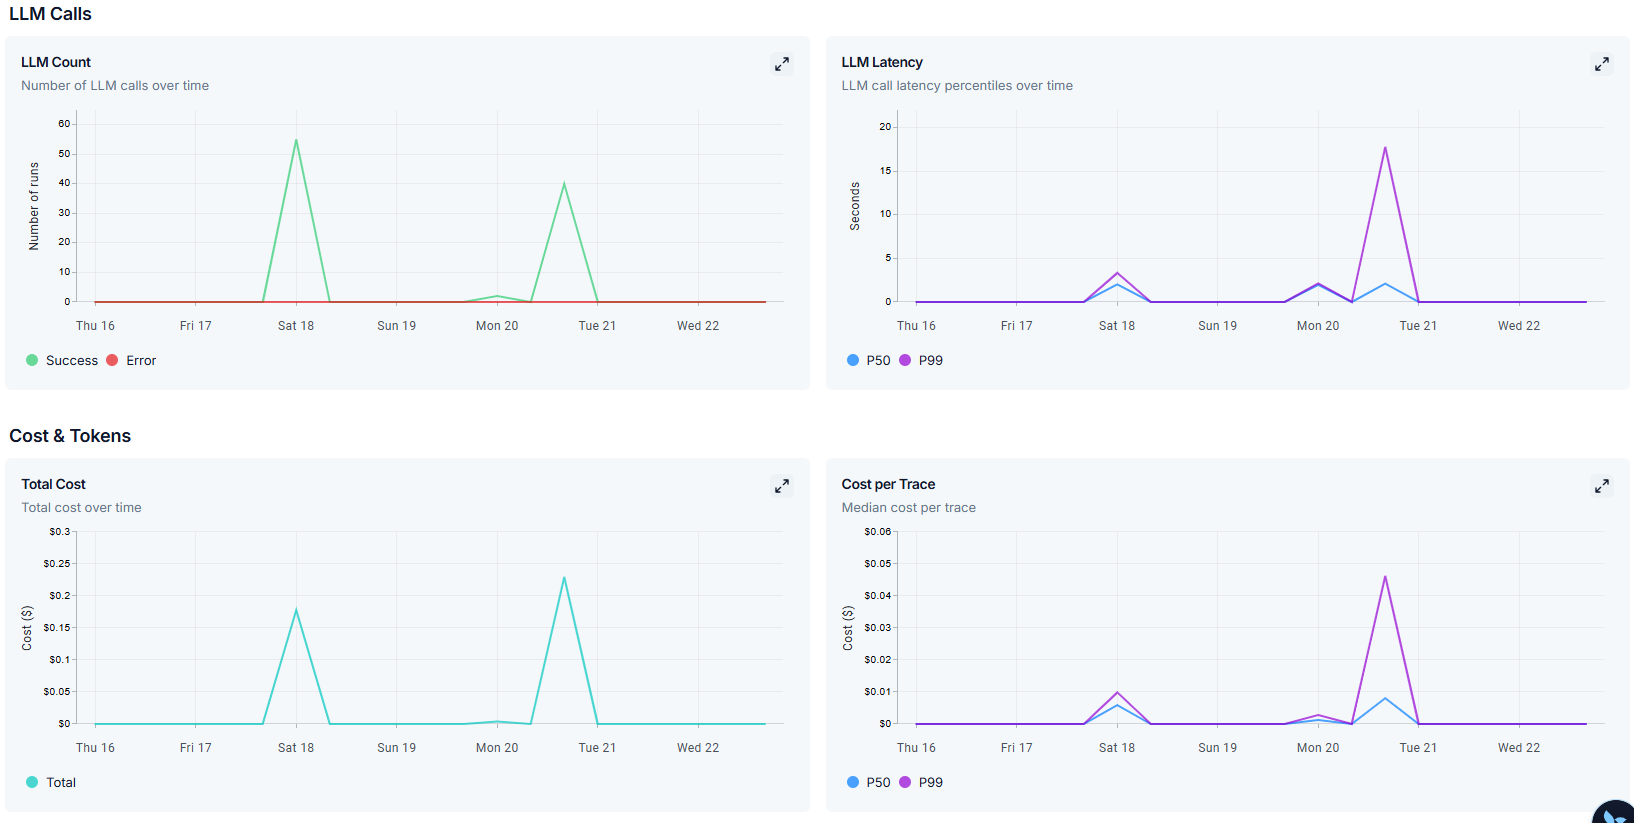 LLM Calls
LLM Count
Number of LLM calls over time
Number of runs
60
50
40
30
20
10
0
Thu 16 Fri 17 Sat 18 Sun 19 Mon 20 Tue 21 Wed 22
Success Error
LLM Latency
LLM call latency percentiles over time
Seconds
20
15
10
5
0
Thu 16 Fri 17 Sat 18 Sun 19 Mon 20 Tue 21 Wed 22
P50 P99
Cost & Tokens
Total Cost
Total cost over time
Cost ($)
$0.3
$0.25
$0.2
$0.15
$0.1
$0.05
$0
Thu 16 Fri 17 Sat 18 Sun 19 Mon 20 Tue 21 Wed 22
Total
Cost per Trace
Median cost per trace
Cost ($)
$0.06
$0.05
$0.04
$0.03
$0.02
$0.01
$0
Thu 16 Fri 17 Sat 18 Sun 19 Mon 20 Tue 21 Wed 22
P50 P99